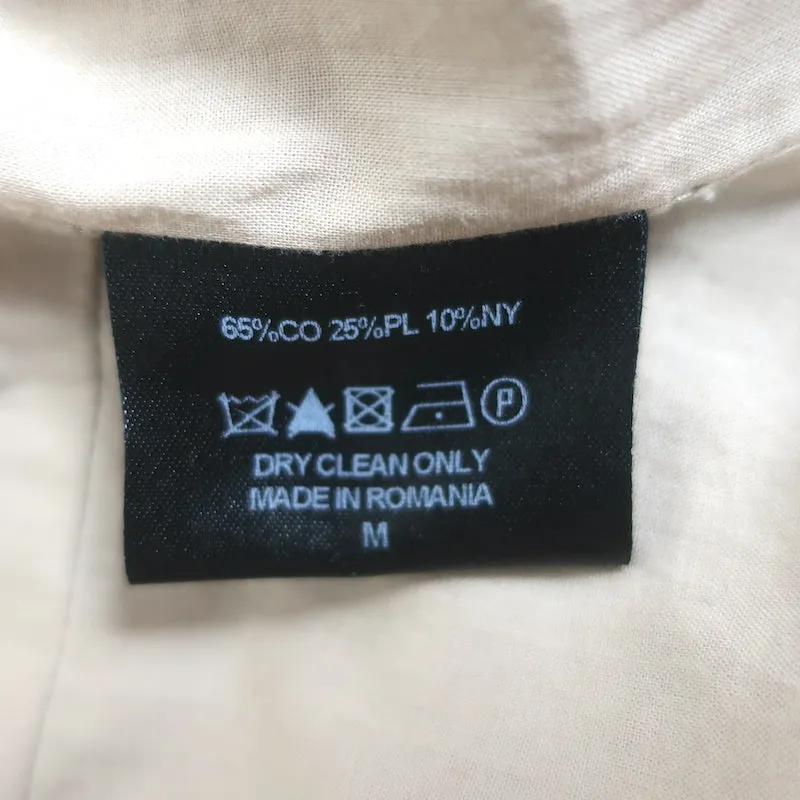 65%CO 25%PL 10%NY
P
DRY CLEAN ONLY
MADE IN ROMANIA
M